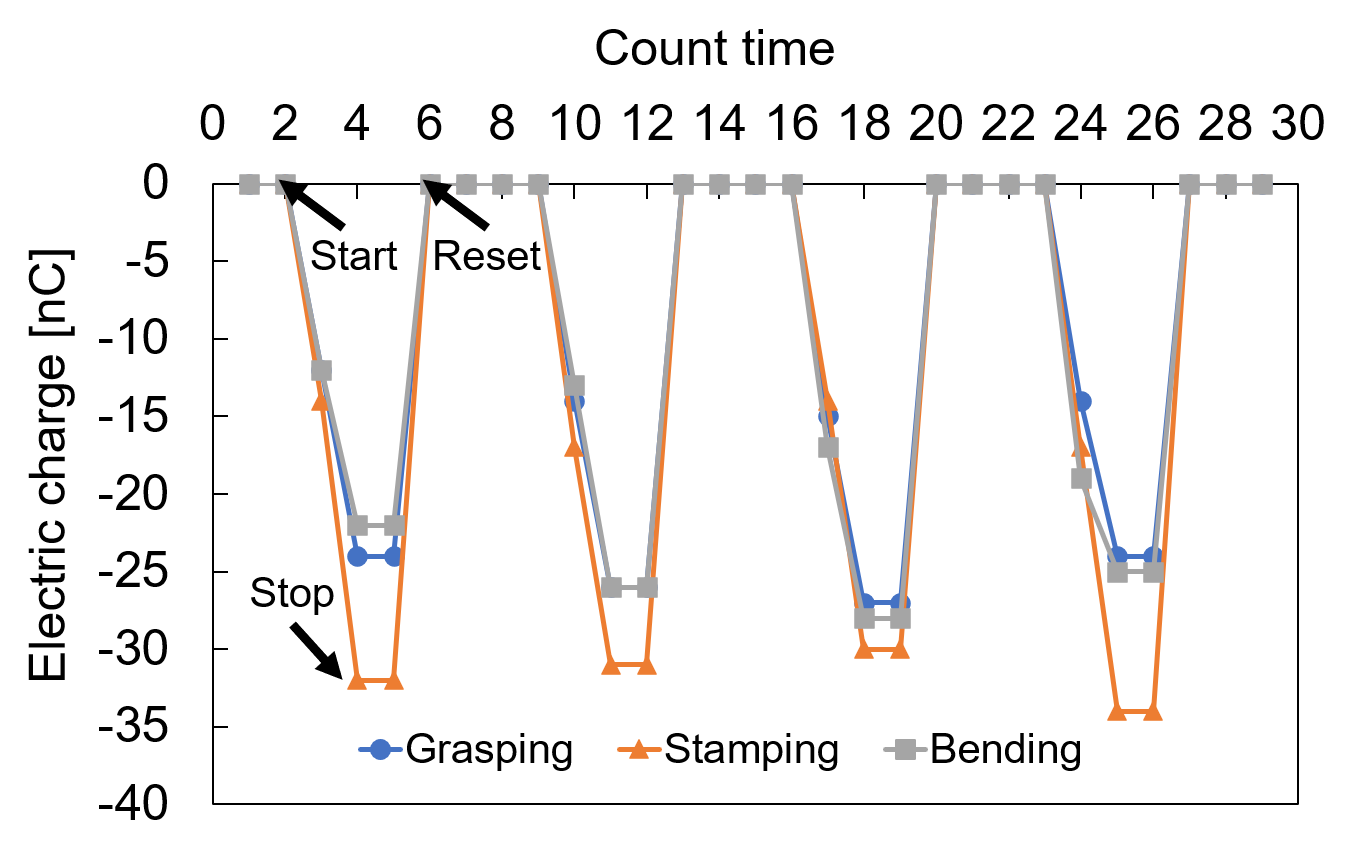 Count time
0 2 4 6 8 10 12 14 16 18 20 22 24 26 28 30
0
-5
-10
-15
-20
-25
-30
-35
-40
Electric charge [nC]
Start
Reset
Stop
Grasping Stamping Bending